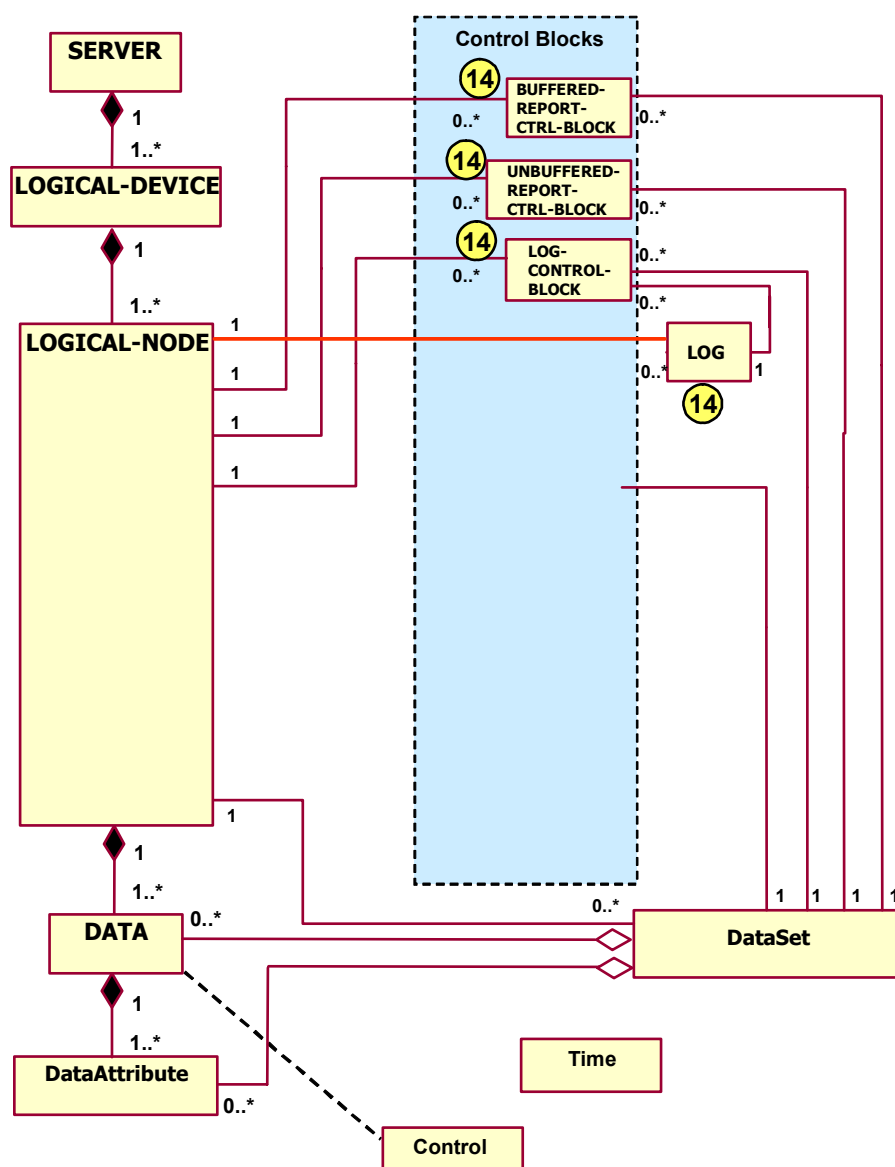 Control Blocks
SERVER
14
BUFFERED-
REPORT-
CTRL-BLOCK
1
0..*
0..*
1..*
14
LOGICAL-DEVICE
UNBUFFERED-
REPORT-
CTRL-BLOCK
0..*
0..*
1
14
LOG-
CONTROL-
BLOCK
0..*
0..*
1..*
0..*
1
LOGICAL-NODE
LOG
0..*
1
1
14
1
1
1
1
1..*
0..*
1
1
1
1
0..*
DATA
DataSet
1
1..*
DataAttribute
0..*
Time
Control